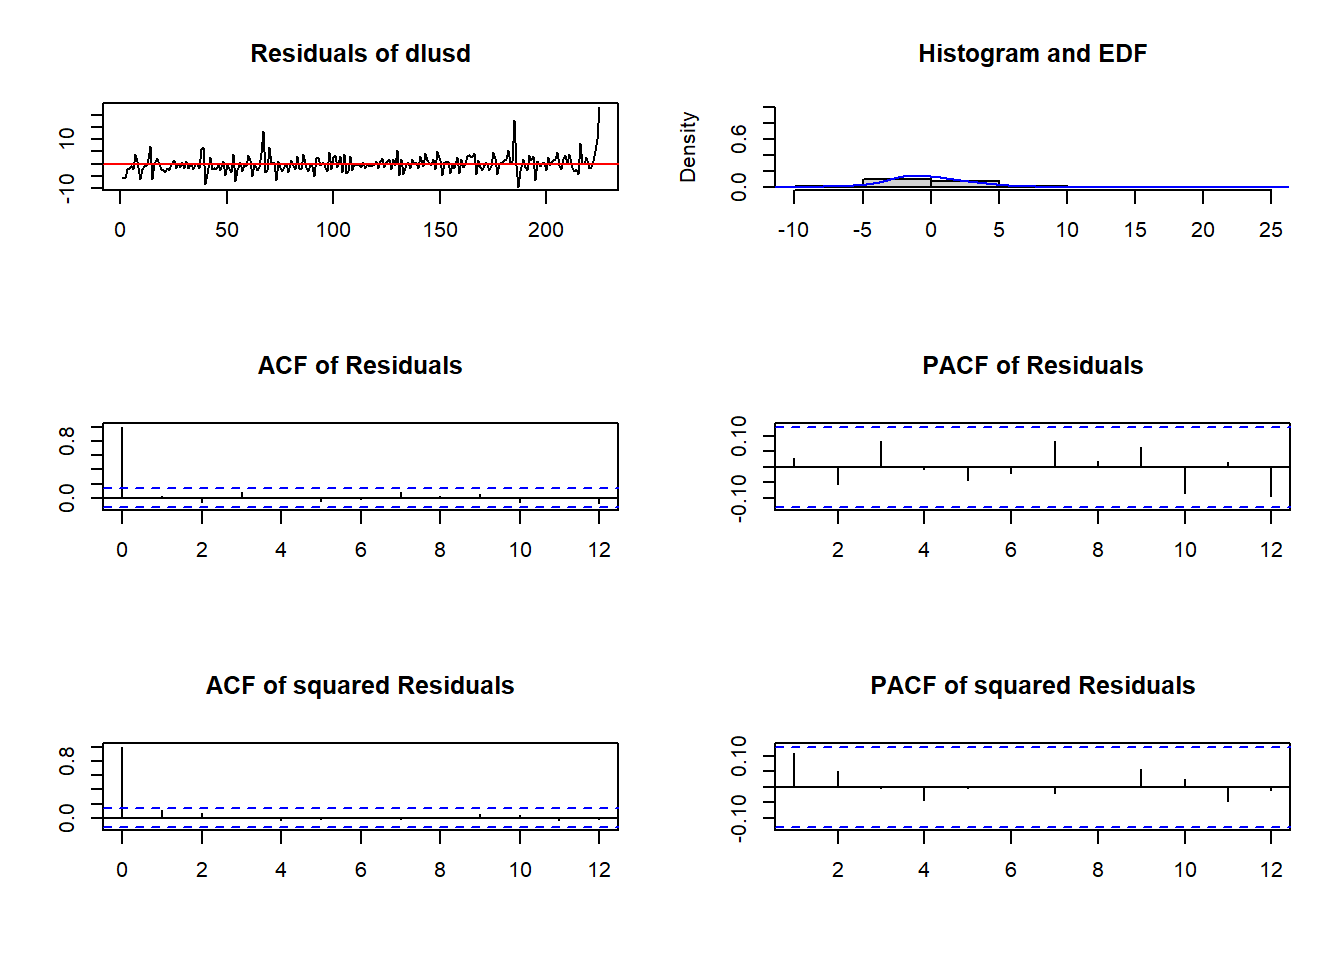 Residuals of dlusd
-10 10
0 50 100 150 200
Histogram and EDF
Density
0.0 0.6
-10 -5 0 5 10 15 20 25
ACF of Residuals
0.0 0.8
0 2 4 6 8 10 12
PACF of Residuals
-0.10 0.10
2 4 6 8 10 12
ACF of squared Residuals
0.0 0.8
0 2 4 6 8 10 12
PACF of squared Residuals
-0.10 0.10
2 4 6 8 10 12